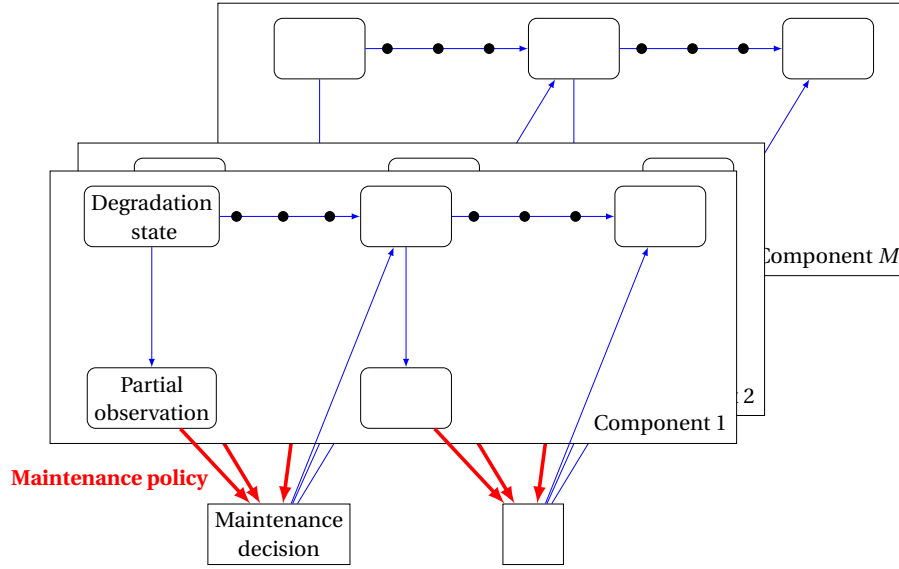 Degradation
state
Component M
Partial
observation
2
Component 1
Maintenance policy
Maintenance
decision